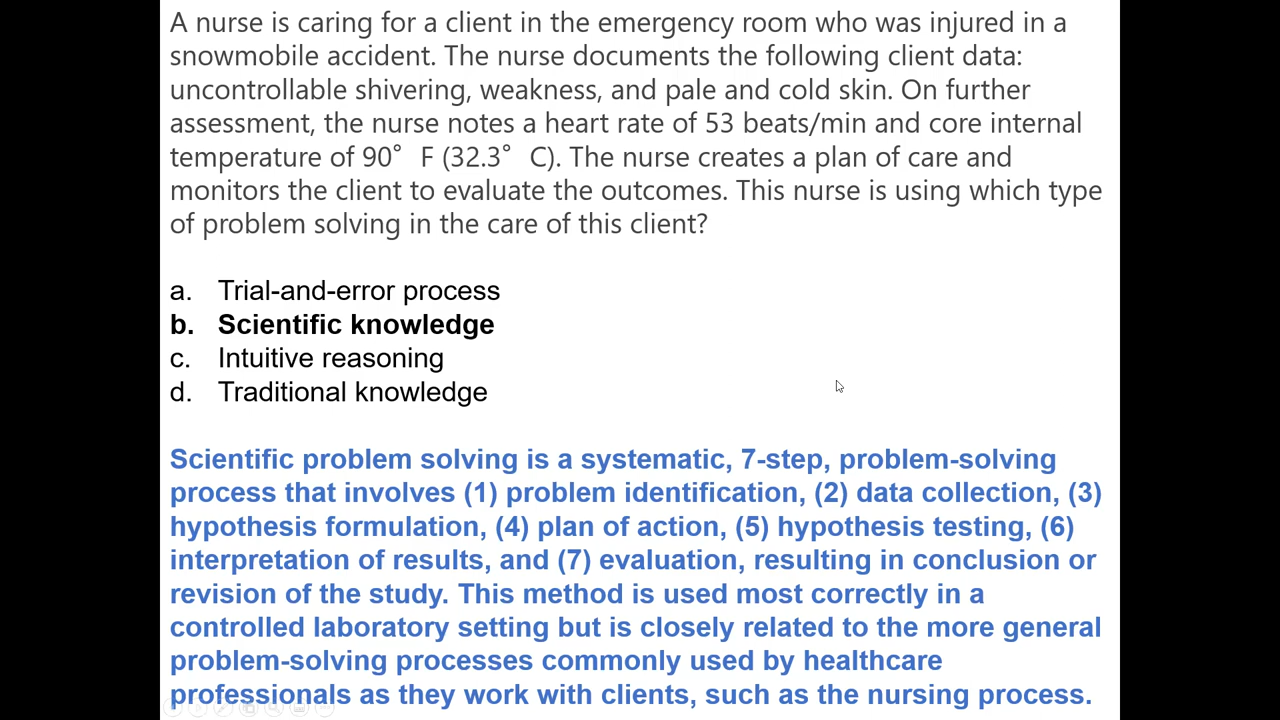 A nurse is caring for a client in the emergency room who was injured in a
snowmobile accident. The nurse documents the following client data:
uncontrollable shivering, weakness, and pale and cold skin. On further
assessment, the nurse notes a heart rate of 53 beats/min and core internal
temperature of 90° F (32.3° C). The nurse creates a plan of care and
monitors the client to evaluate the outcomes. This nurse is using which type
of problem solving in the care of this client?
a. Trial-and-error process
b. Scientific knowledge
c. Intuitive reasoning
d. Traditional knowledge
Scientific problem solving is a systematic, 7-step, problem-solving
process that involves (1) problem identification, (2) data collection, (3)
hypothesis formulation, (4) plan of action, (5) hypothesis testing, (6)
interpretation of results, and (7) evaluation, resulting in conclusion or
revision of the study. This method is used most correctly in a
controlled laboratory setting but is closely related to the more general
problem-solving processes commonly used by healthcare
professionals as they work with clients, such as the nursing process.